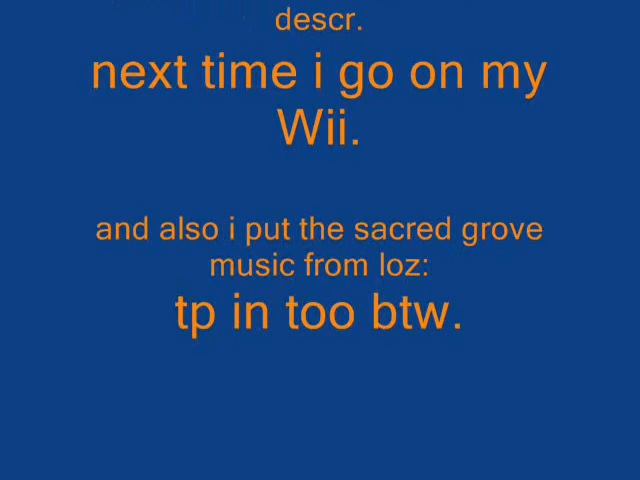 descr.
next time i go on my
Wii.
and also i put the sacred grove
music from loz:
tp in too btw.